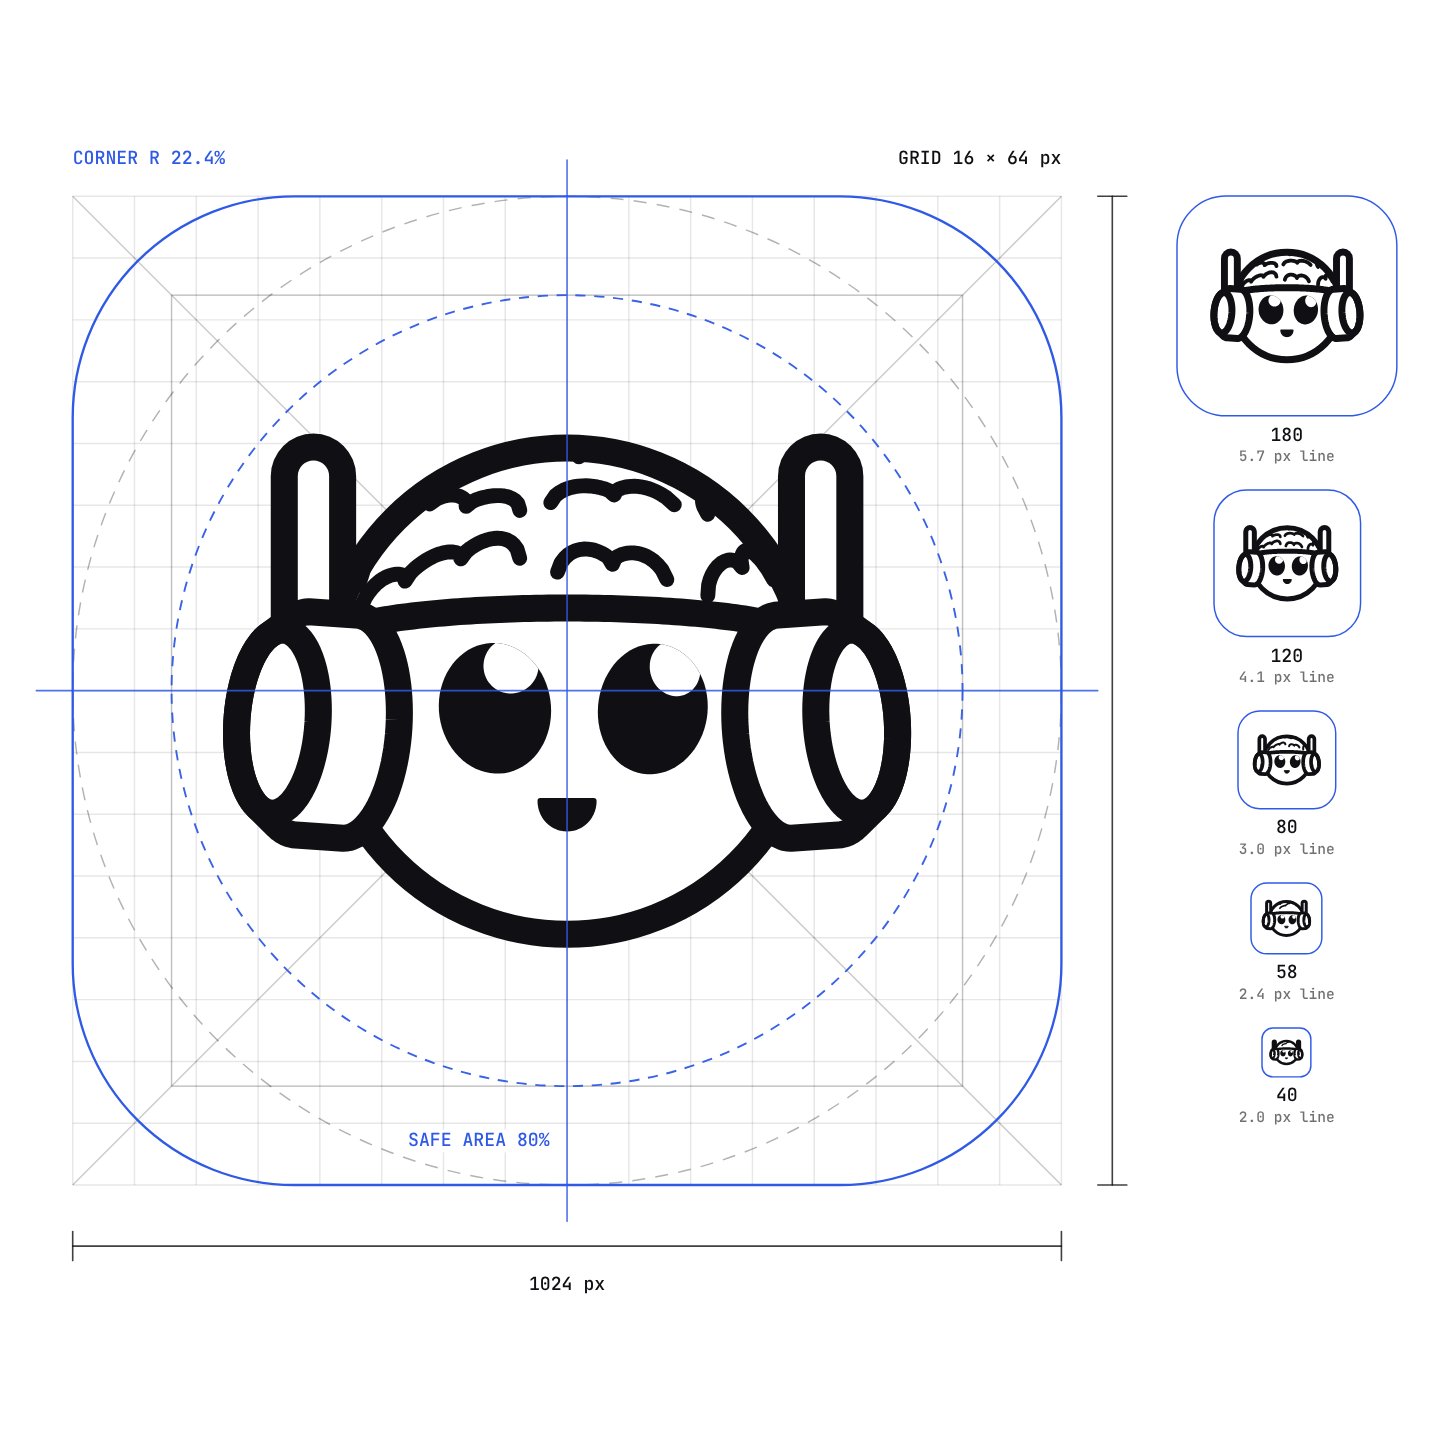 CORNER R 22.4%
GRID 16 × 64 px
180
5.7 px line
120
4.1 px line
80
3.0 px line
58
2.4 px line
40
2.0 px line
SAFE AREA 80%
1024 px